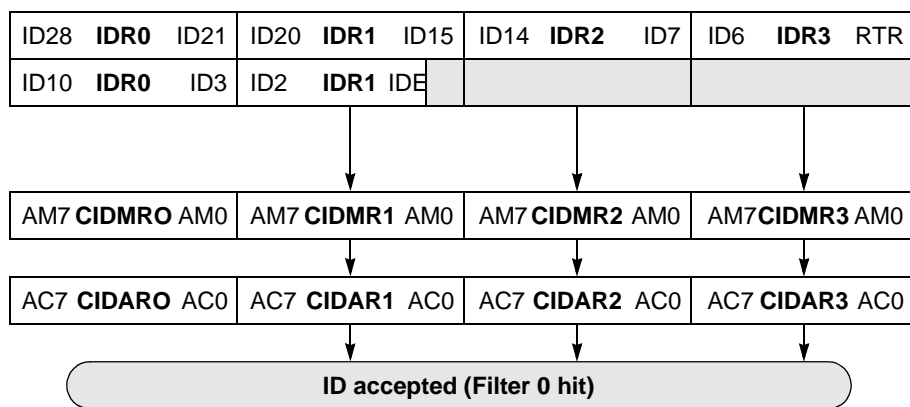 ID28 IDR0 ID21 ID20 IDR1 ID15 ID14 IDR2 ID7 ID6 IDR3 RTR
ID10 IDR0 ID3 ID2 IDR1 IDE
AM7 CIDMRO AM0 AM7 CIDMR1 AM0 AM7 CIDMR2 AM0 AM7 CIDMR3 AM0
AC7 CIDARO AC0 AC7 CIDAR1 AC0 AC7 CIDAR2 AC0 AC7 CIDAR3 AC0
ID accepted (Filter 0 hit)